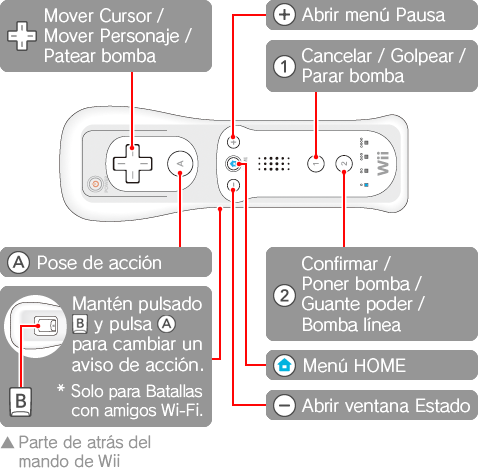 Mover Cursor /
Mover Personaje /
Patear bomba
+ Abrir menú Pausa
1 Cancelar / Golpear /
Parar bomba
A
1
2
Wii
A Pose de acción
Mantén pulsado
B y pulsa A
para cambiar un
aviso de acción.
B
* Solo para Batallas
con amigos Wi-Fi.
2 Confirmar /
Poner bomba /
Guante poder /
Bomba línea
Menú HOME
− Abrir ventana Estado
▲ Parte de atrás del
mando de Wii